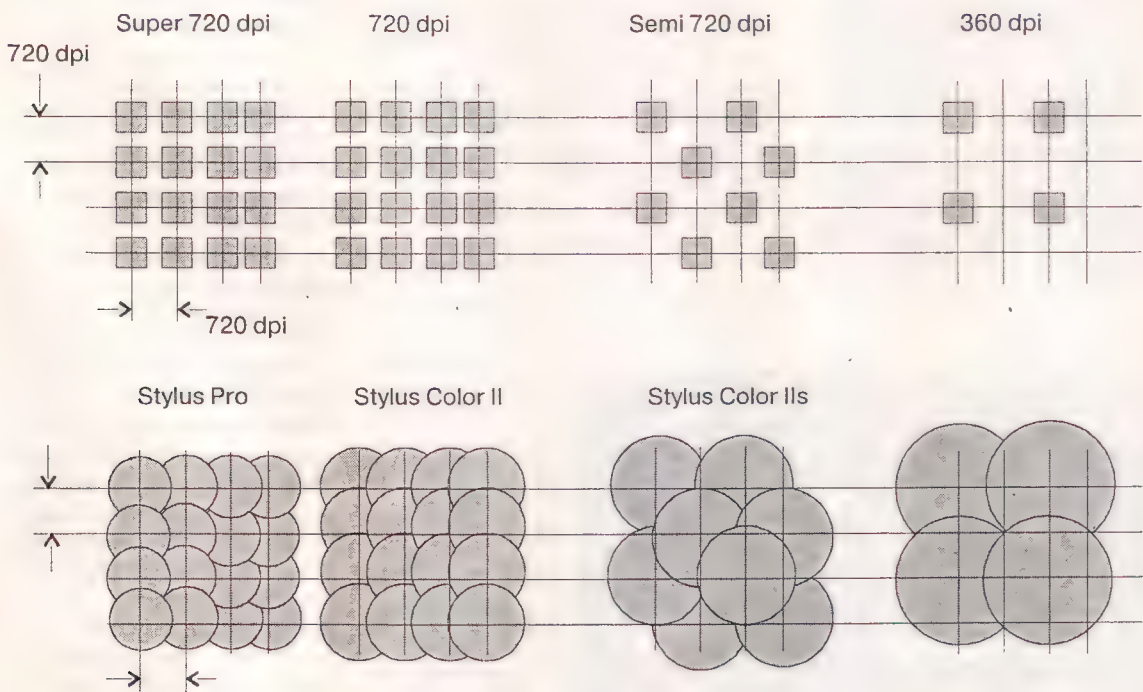 Super 720 dpi
720 dpi
Semi 720 dpi
360 dpi
720 dpi
720 dpi
Stylus Pro
Stylus Color II
Stylus Color IIs